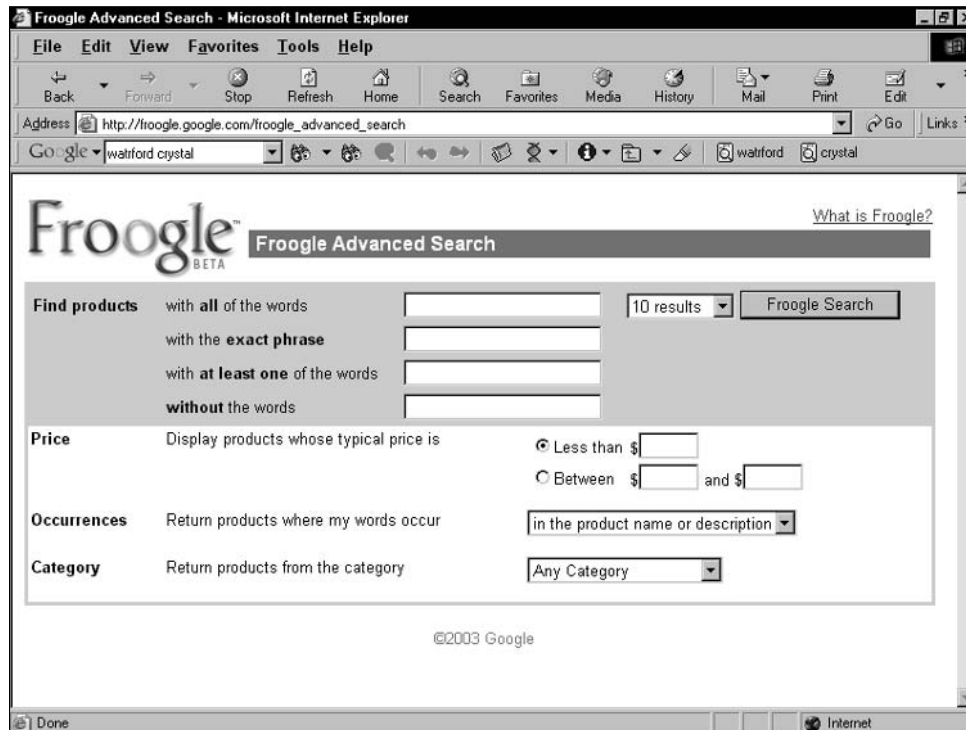 Froogle Advanced Search - Microsoft Internet Explorer
File Edit View Favorites Tools Help
Back Forward Stop Refresh Home Search Favorites Media History Mail Print Edit
Address http://froogle.google.com/froogle_advanced_search Go Links
Google watrford crystal watrford crystal
Froogle™ BETA
What is Froogle?
Froogle Advanced Search
Find products with all of the words 10 results Froogle Search
with the exact phrase
with at least one of the words
without the words
Price Display products whose typical price is Less than $
Between $ and $
Occurrences Return products where my words occur in the product name or description
Category Return products from the category Any Category
©2003 Google
Done Internet